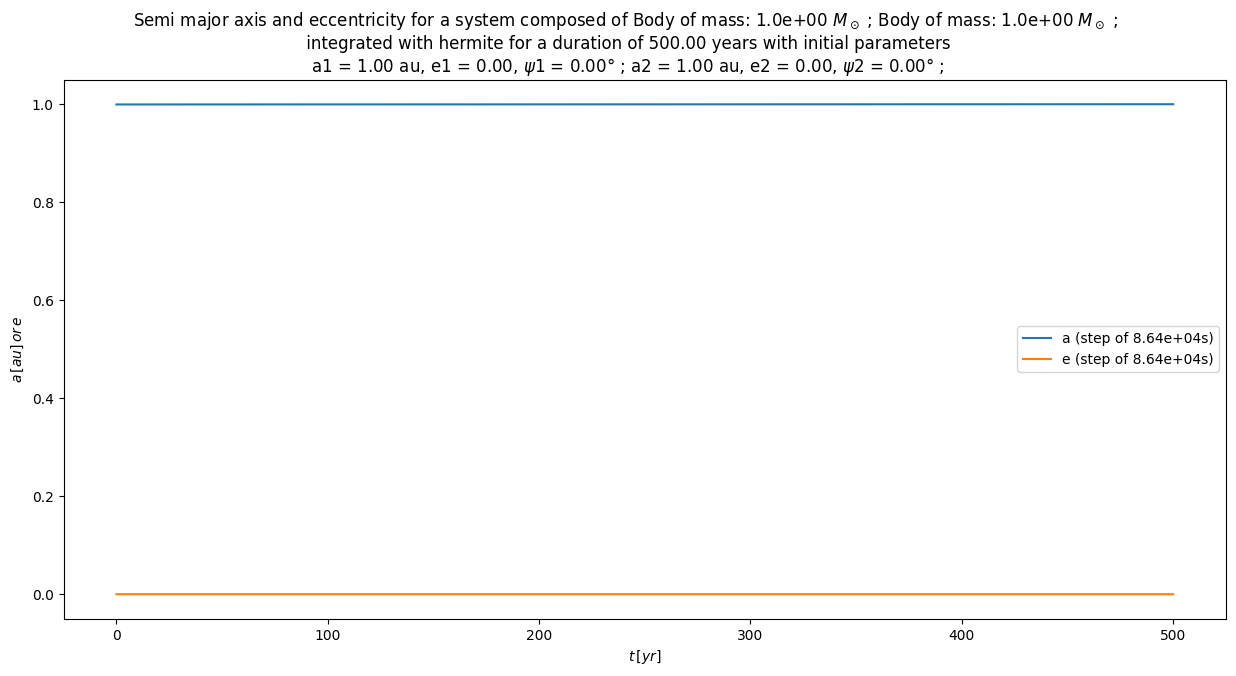 Semi major axis and eccentricity for a system composed of Body of mass: 1.0e+00 M⊙ ; Body of mass: 1.0e+00 M⊙ ;
integrated with hermite for a duration of 500.00 years with initial parameters
a1 = 1.00 au, e1 = 0.00, ψ1 = 0.00° ; a2 = 1.00 au, e2 = 0.00, ψ2 = 0.00° ;
1.0
0.8
0.6
0.4
0.2
0.0
a [au] or e
a (step of 8.64e+04s)
e (step of 8.64e+04s)
0
100
200
300
400
500
t [yr]